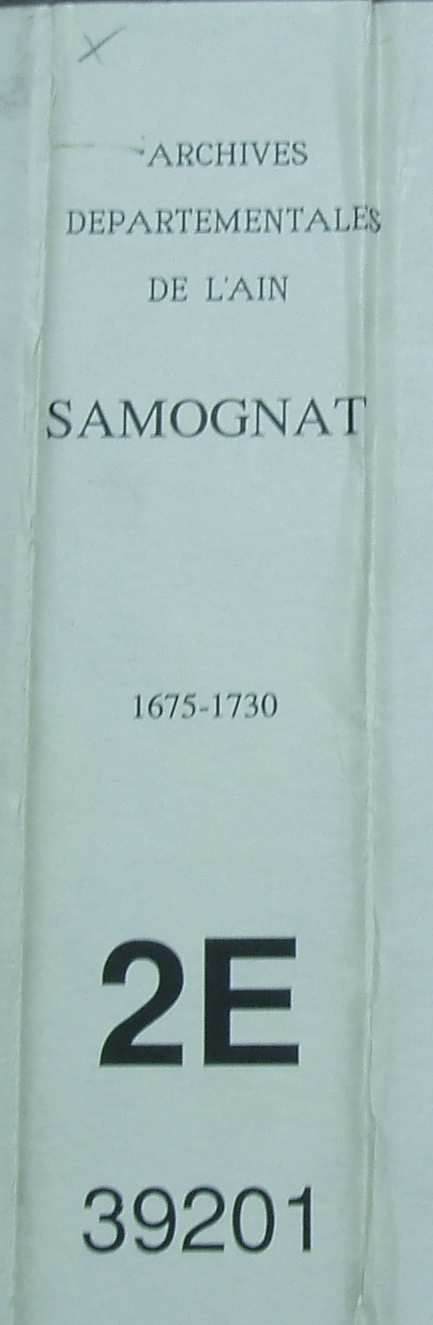 ARCHIVES
DEPARTEMENTALES
DE L'AIN
SAMOGNAT
1675-1730
2E
39201